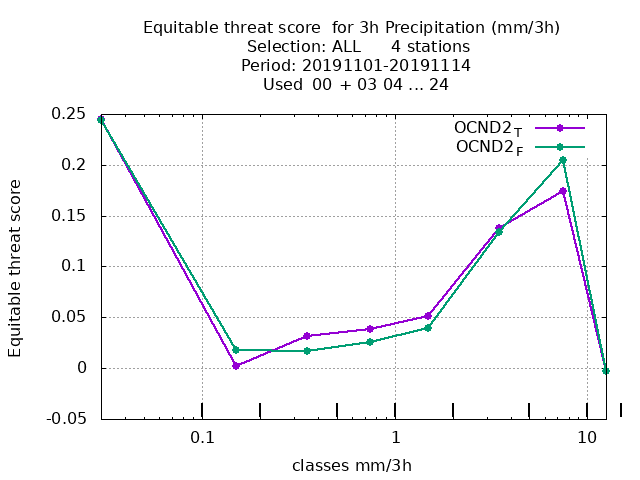 Equitable threat score  for 3h Precipitation (mm/3h)
Selection: ALL      4 stations
Period: 20191101-20191114
Used  00  + 03 04 ... 24
OCND2T
OCND2F
0.25
0.2
0.15
0.1
0.05
0
-0.05
Equitable threat score
0.1
1
10
classes mm/3h